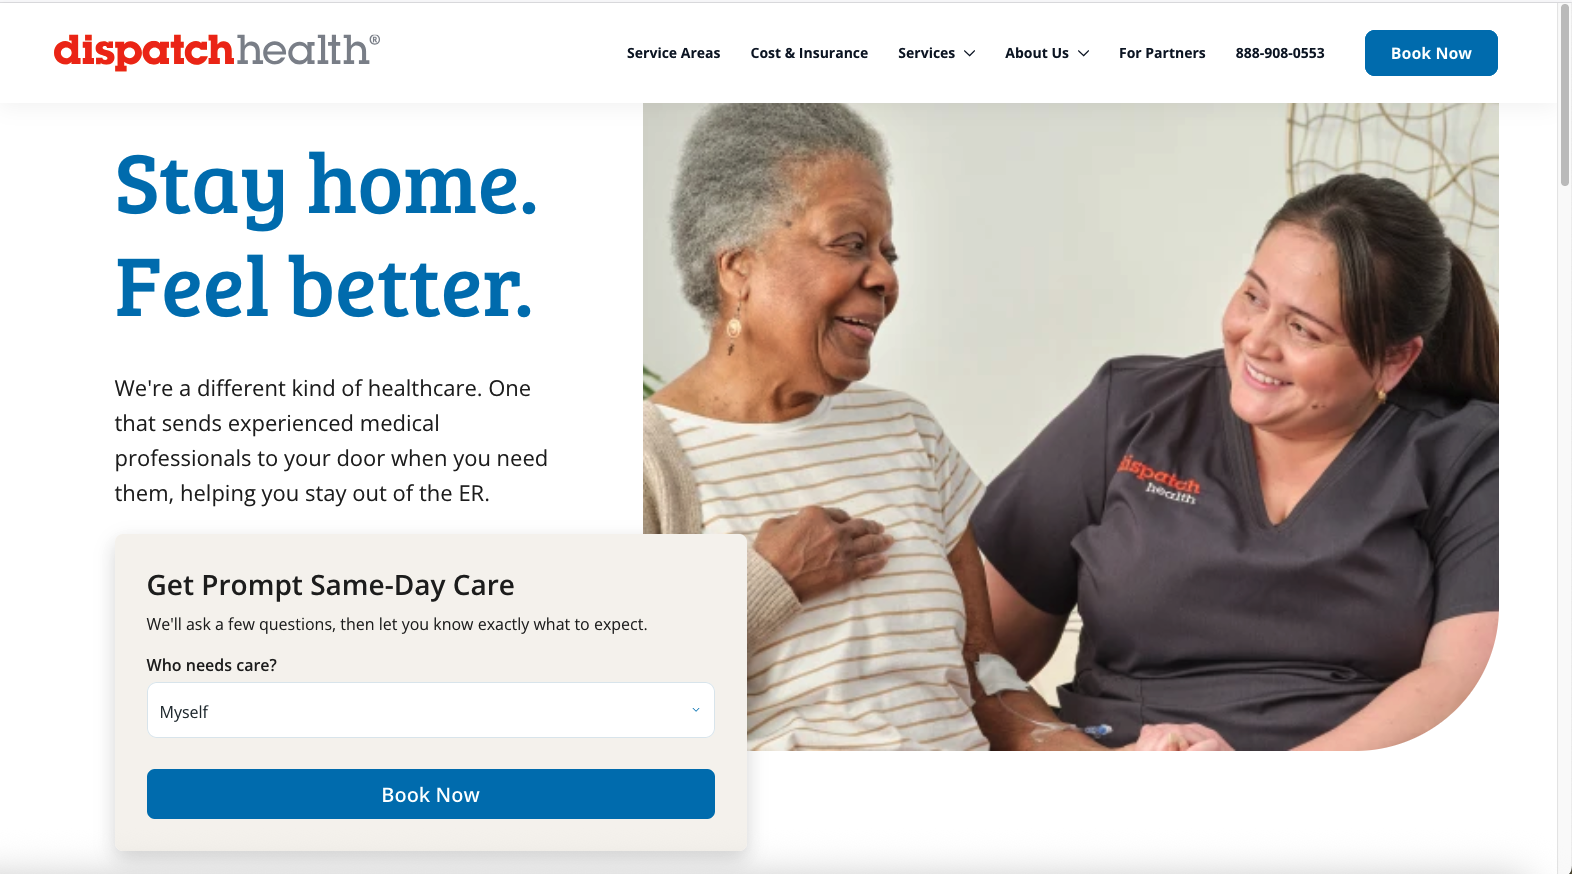 dispatchhealth®
Service Areas
Cost & Insurance
Services
About Us
For Partners
888-908-0553
Book Now
Stay home.
Feel better.
We're a different kind of healthcare. One
that sends experienced medical
professionals to your door when you need
them, helping you stay out of the ER.
dispatch
health
Get Prompt Same-Day Care
We'll ask a few questions, then let you know exactly what to expect.
Who needs care?
Myself
Book Now